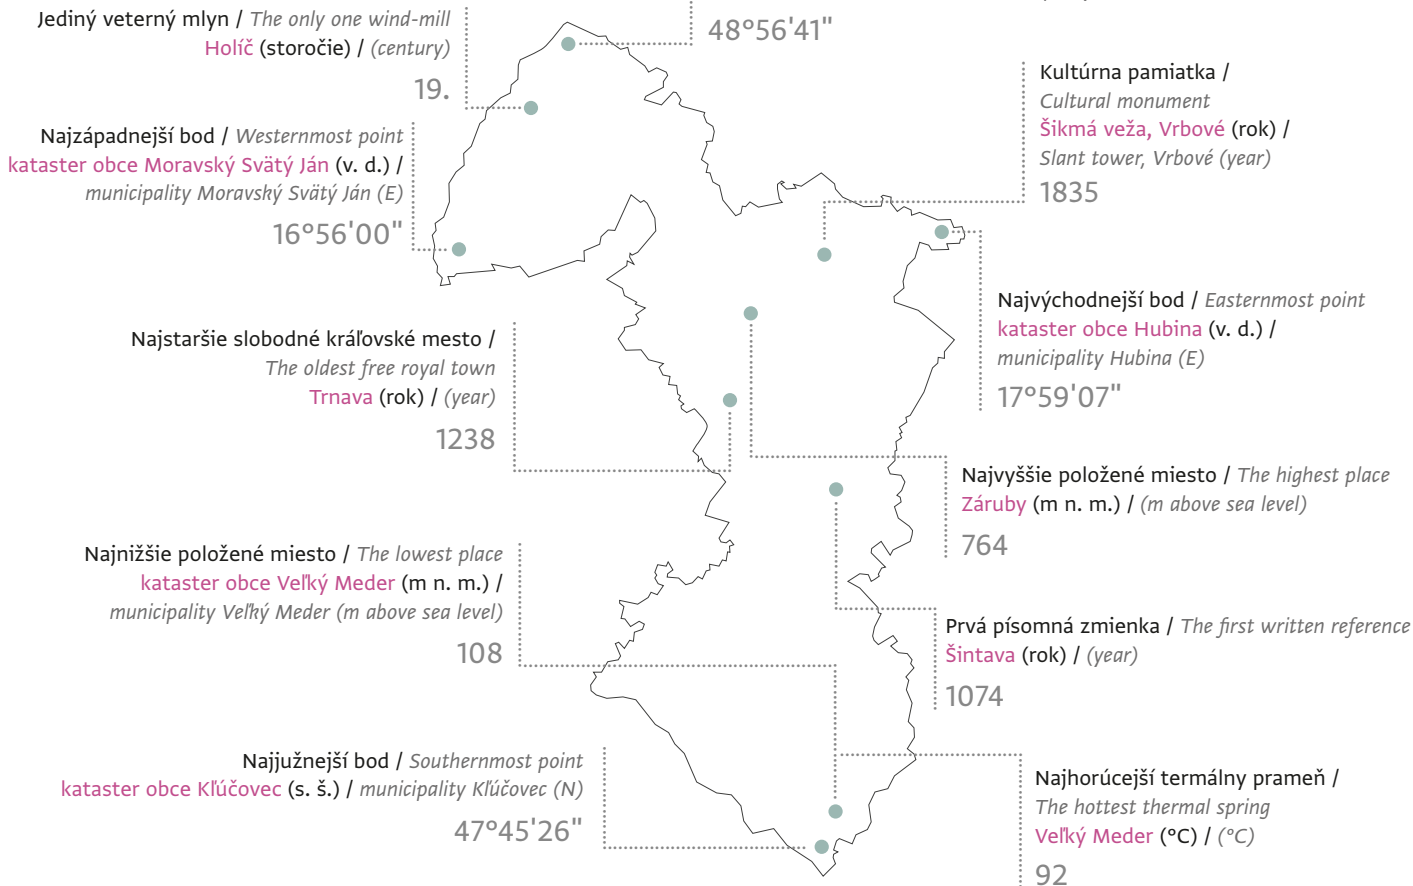 Jediný veterný mlyn / The only one wind-mill
Holíč (storočie) / (century)
19.
48°56'41"
Kultúrna pamiatka /
Cultural monument
Šikmá veža, Vrbové (rok) /
Slant tower, Vrbové (year)
1835
Najzápadnejší bod / Westernmost point
kataster obce Moravský Svätý Ján (v. d.) /
municipality Moravský Svätý Ján (E)
16°56'00"
Najvýchodnejší bod / Easternmost point
kataster obce Hubina (v. d.) /
municipality Hubina (E)
17°59'07"
Najstaršie slobodné kráľovské mesto /
The oldest free royal town
Trnava (rok) / (year)
1238
Najvyššie položené miesto / The highest place
Záruby (m n. m.) / (m above sea level)
764
Najnižšie položené miesto / The lowest place
kataster obce Veľký Meder (m n. m.) /
municipality Veľký Meder (m above sea level)
108
Prvá písomná zmienka / The first written reference
Šintava (rok) / (year)
1074
Najjužnejší bod / Southernmost point
kataster obce Kľúčovec (s. š.) / municipality Kľúčovec (N)
47°45'26"
Najhorúcejší termálny prameň /
The hottest thermal spring
Veľký Meder (°C) / (°C)
92